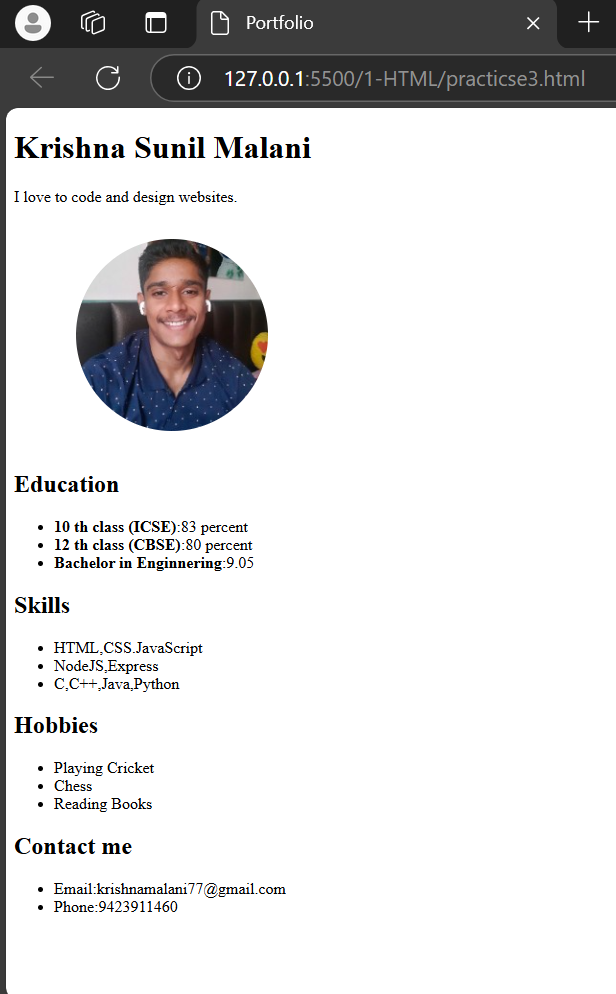 Portfolio
127.0.0.1:5500/1-HTML/practicse3.html
Krishna Sunil Malani
I love to code and design websites.
Education
10 th class (ICSE):83 percent
12 th class (CBSE):80 percent
Bachelor in Enginnering:9.05
Skills
HTML,CSS.JavaScript
NodeJS,Express
C,C++,Java,Python
Hobbies
Playing Cricket
Chess
Reading Books
Contact me
Email:krishnamalani77@gmail.com
Phone:9423911460